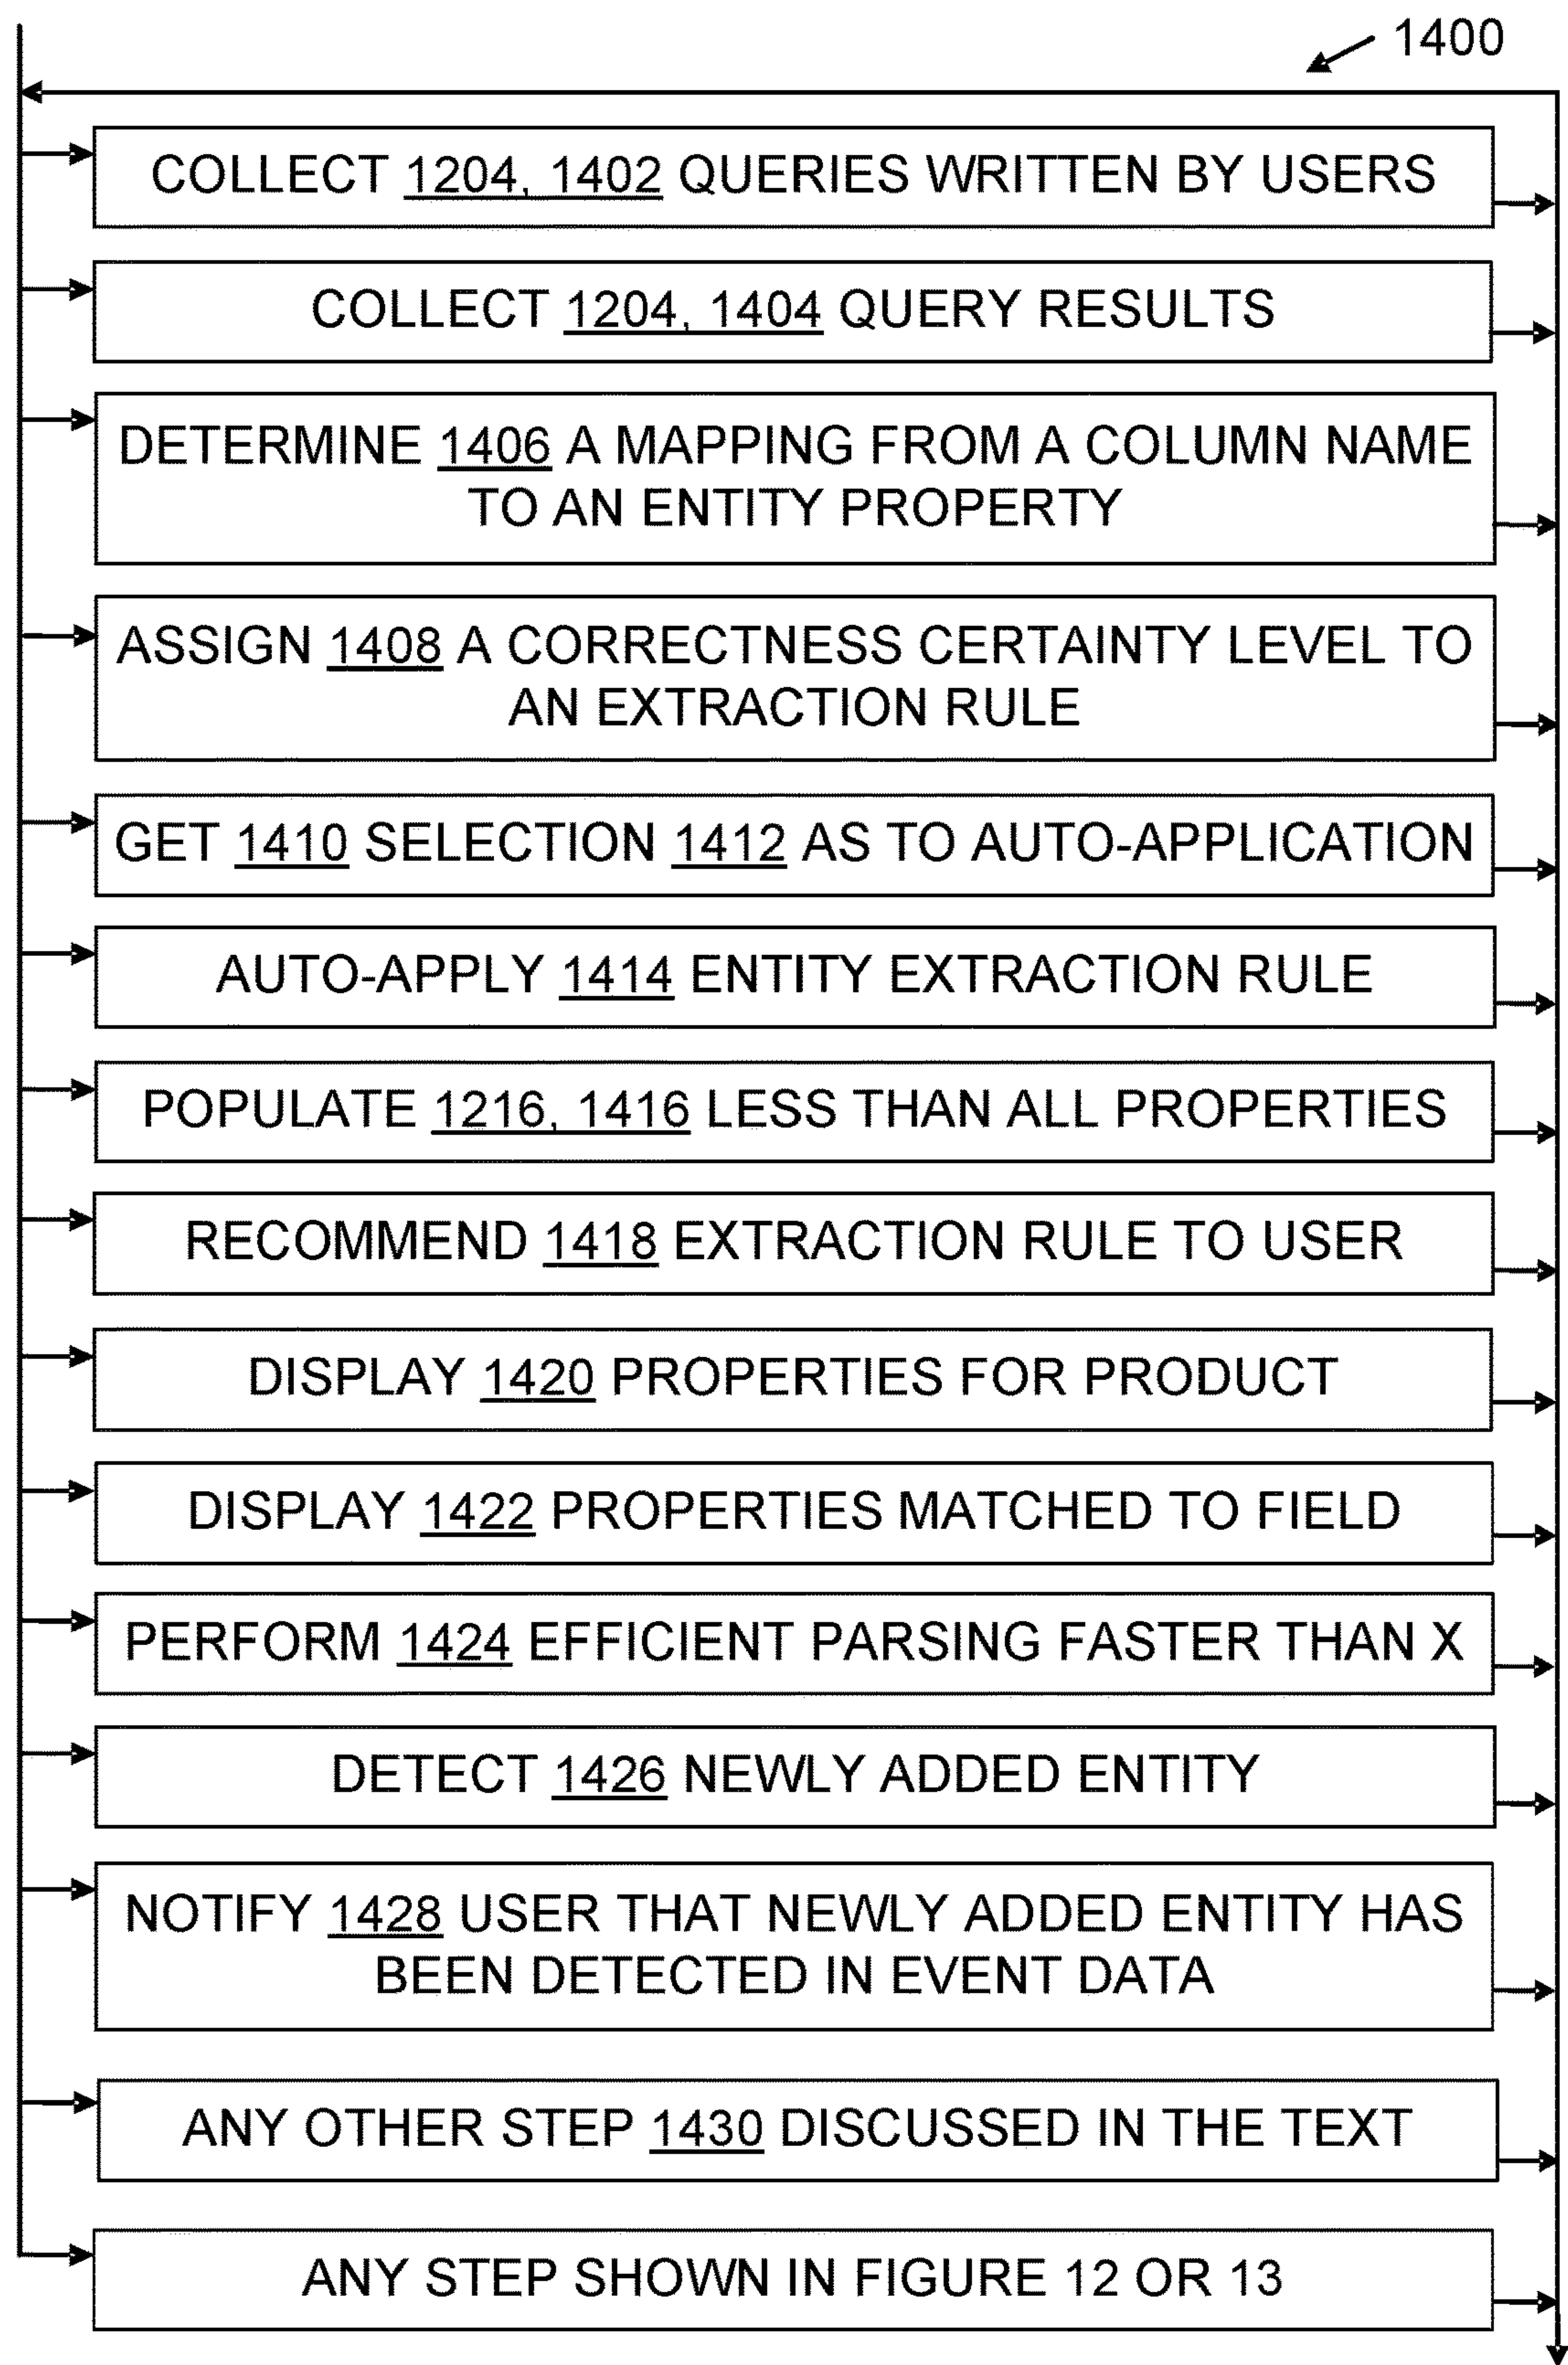 1400
COLLECT 1204, 1402 QUERIES WRITTEN BY USERS
COLLECT 1204, 1404 QUERY RESULTS
DETERMINE 1406 A MAPPING FROM A COLUMN NAME
TO AN ENTITY PROPERTY
ASSIGN 1408 A CORRECTNESS CERTAINTY LEVEL TO
AN EXTRACTION RULE
GET 1410 SELECTION 1412 AS TO AUTO-APPLICATION
AUTO-APPLY 1414 ENTITY EXTRACTION RULE
POPULATE 1216, 1416 LESS THAN ALL PROPERTIES
RECOMMEND 1418 EXTRACTION RULE TO USER
DISPLAY 1420 PROPERTIES FOR PRODUCT
DISPLAY 1422 PROPERTIES MATCHED TO FIELD
PERFORM 1424 EFFICIENT PARSING FASTER THAN X
DETECT 1426 NEWLY ADDED ENTITY
NOTIFY 1428 USER THAT NEWLY ADDED ENTITY HAS
BEEN DETECTED IN EVENT DATA
ANY OTHER STEP 1430 DISCUSSED IN THE TEXT
ANY STEP SHOWN IN FIGURE 12 OR 13